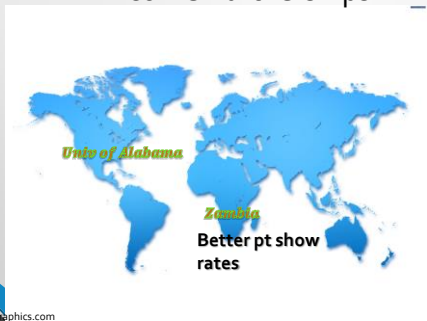 Univ of Alabama
Zambia
Better pt show
rates
aphics.com